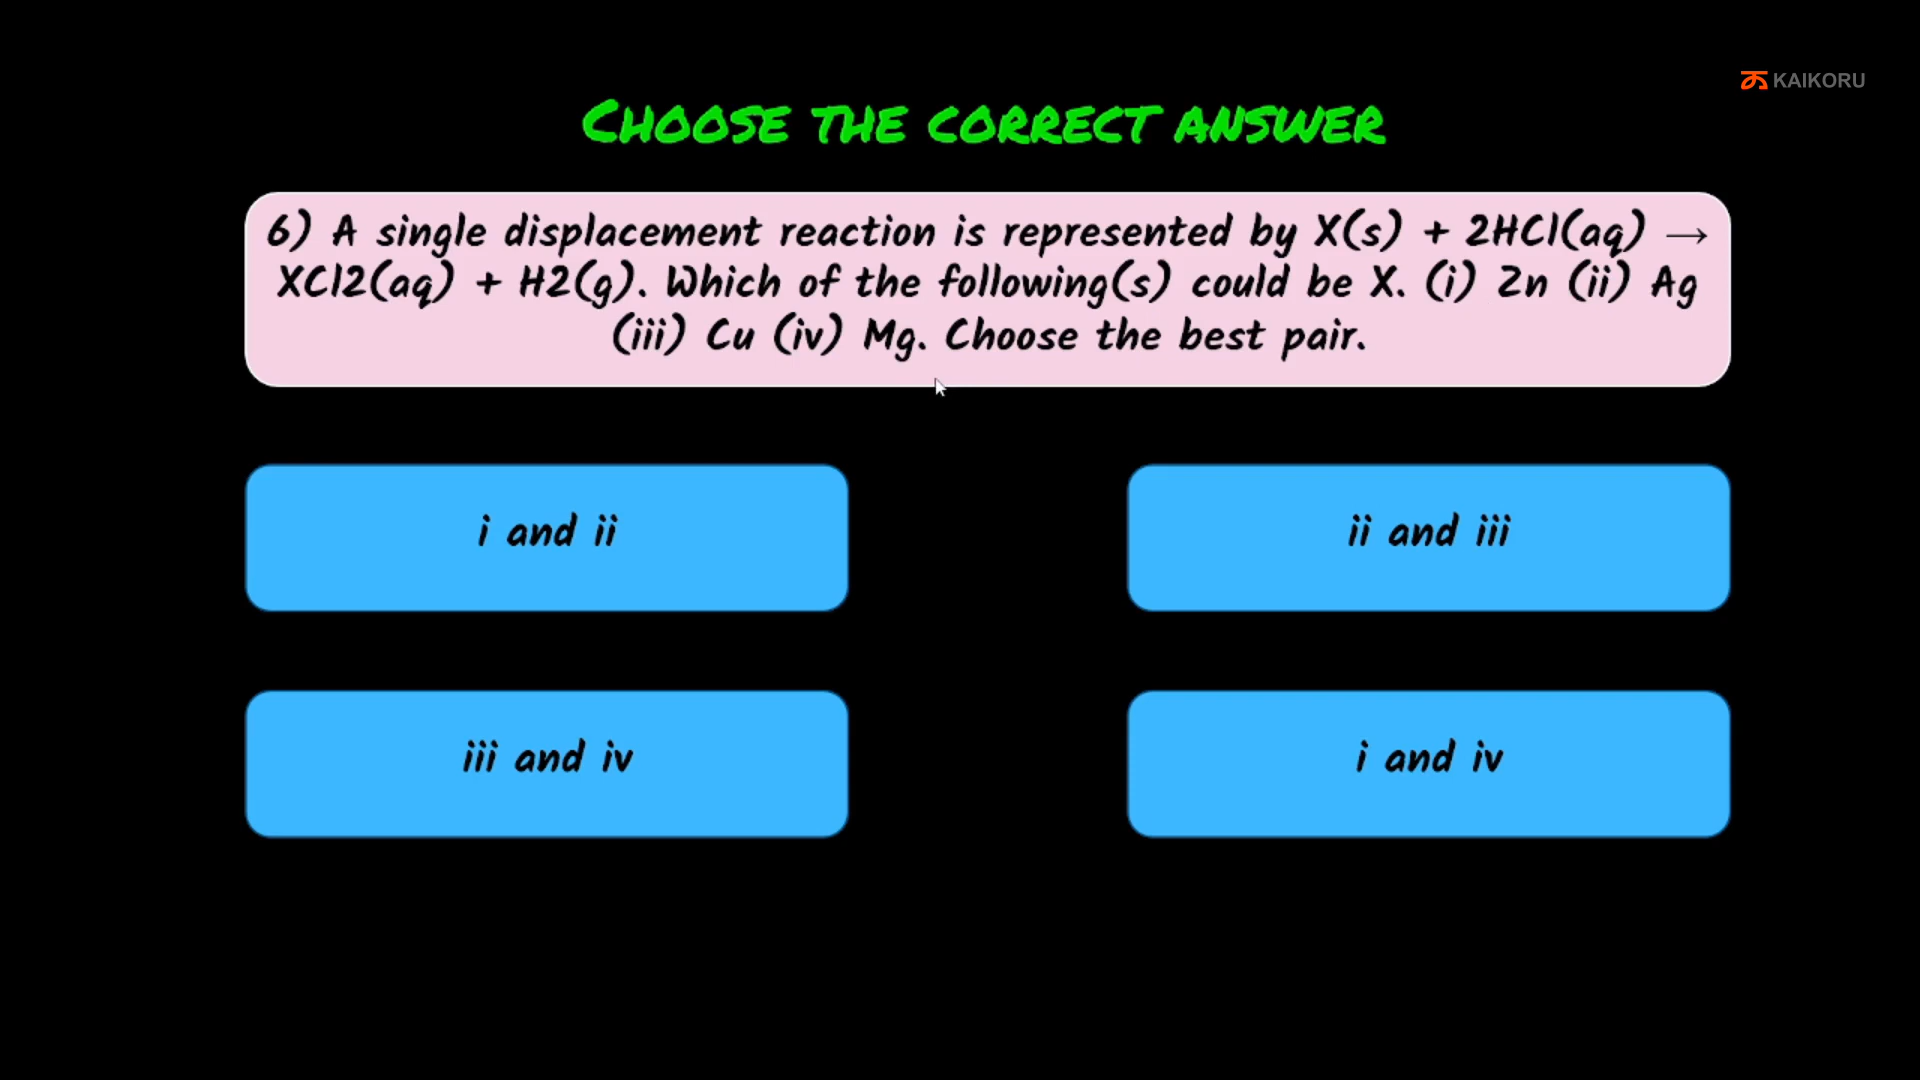 KAIKORU
CHOOSE THE CORRECT ANSWER
6) A single displacement reaction is represented by X(s) + 2HCl(aq) →
XCl2(aq) + H2(g). Which of the following(s) could be X. (i) Zn (ii) Ag
(iii) Cu (iv) Mg. Choose the best pair.
i and ii
ii and iii
iii and iv
i and iv